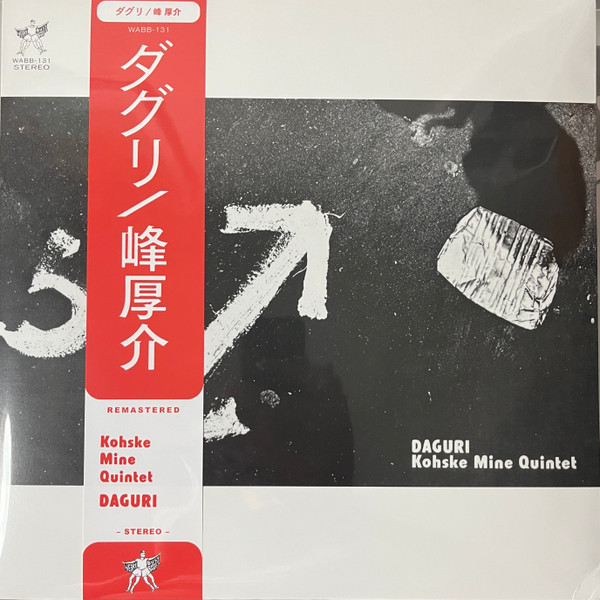 WABB-131
STEREO
ダグリ/峰 厚介
WABB-131
ダグリ/峰厚介
REMASTERED
Kohske
Mine
Quintet
DAGURI
– STEREO –
5
DAGURI
Kohske Mine Quintet